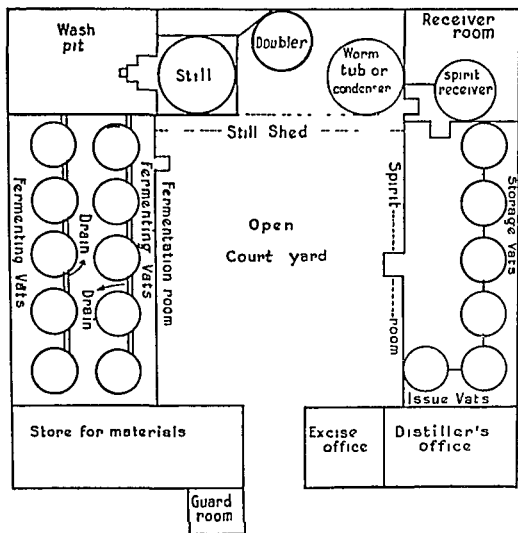 Wash
pit
Still
Doubler
Worm
tub or
condenter
Receiver
room
Spirit
receiver
Still Shed
Fermenting Vats
Drain
Drain
Fermenting
Vats
Fermentation room
Open
Court yard
Spirit
room
Storage Vats
Issue Vats
Store for materials
Excise
office
Distiller's
office
Guard
room